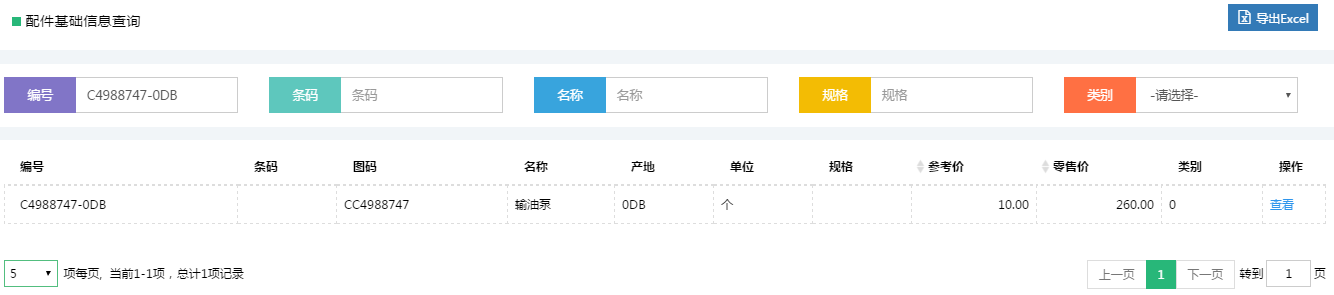 配件基础信息查询
导出Excel
编号 C4988747-0DB 条码 条码 名称 名称 规格 规格 类别 -请选择-
编号 条码 图码 名称 产地 单位 规格 参考价 零售价 类别 操作
C4988747-0DB CC4988747 输油泵 0DB 个 10.00 260.00 0 查看
5 项每页, 当前1-1项，总计1项记录 上一页 1 下一页 转到 1 页